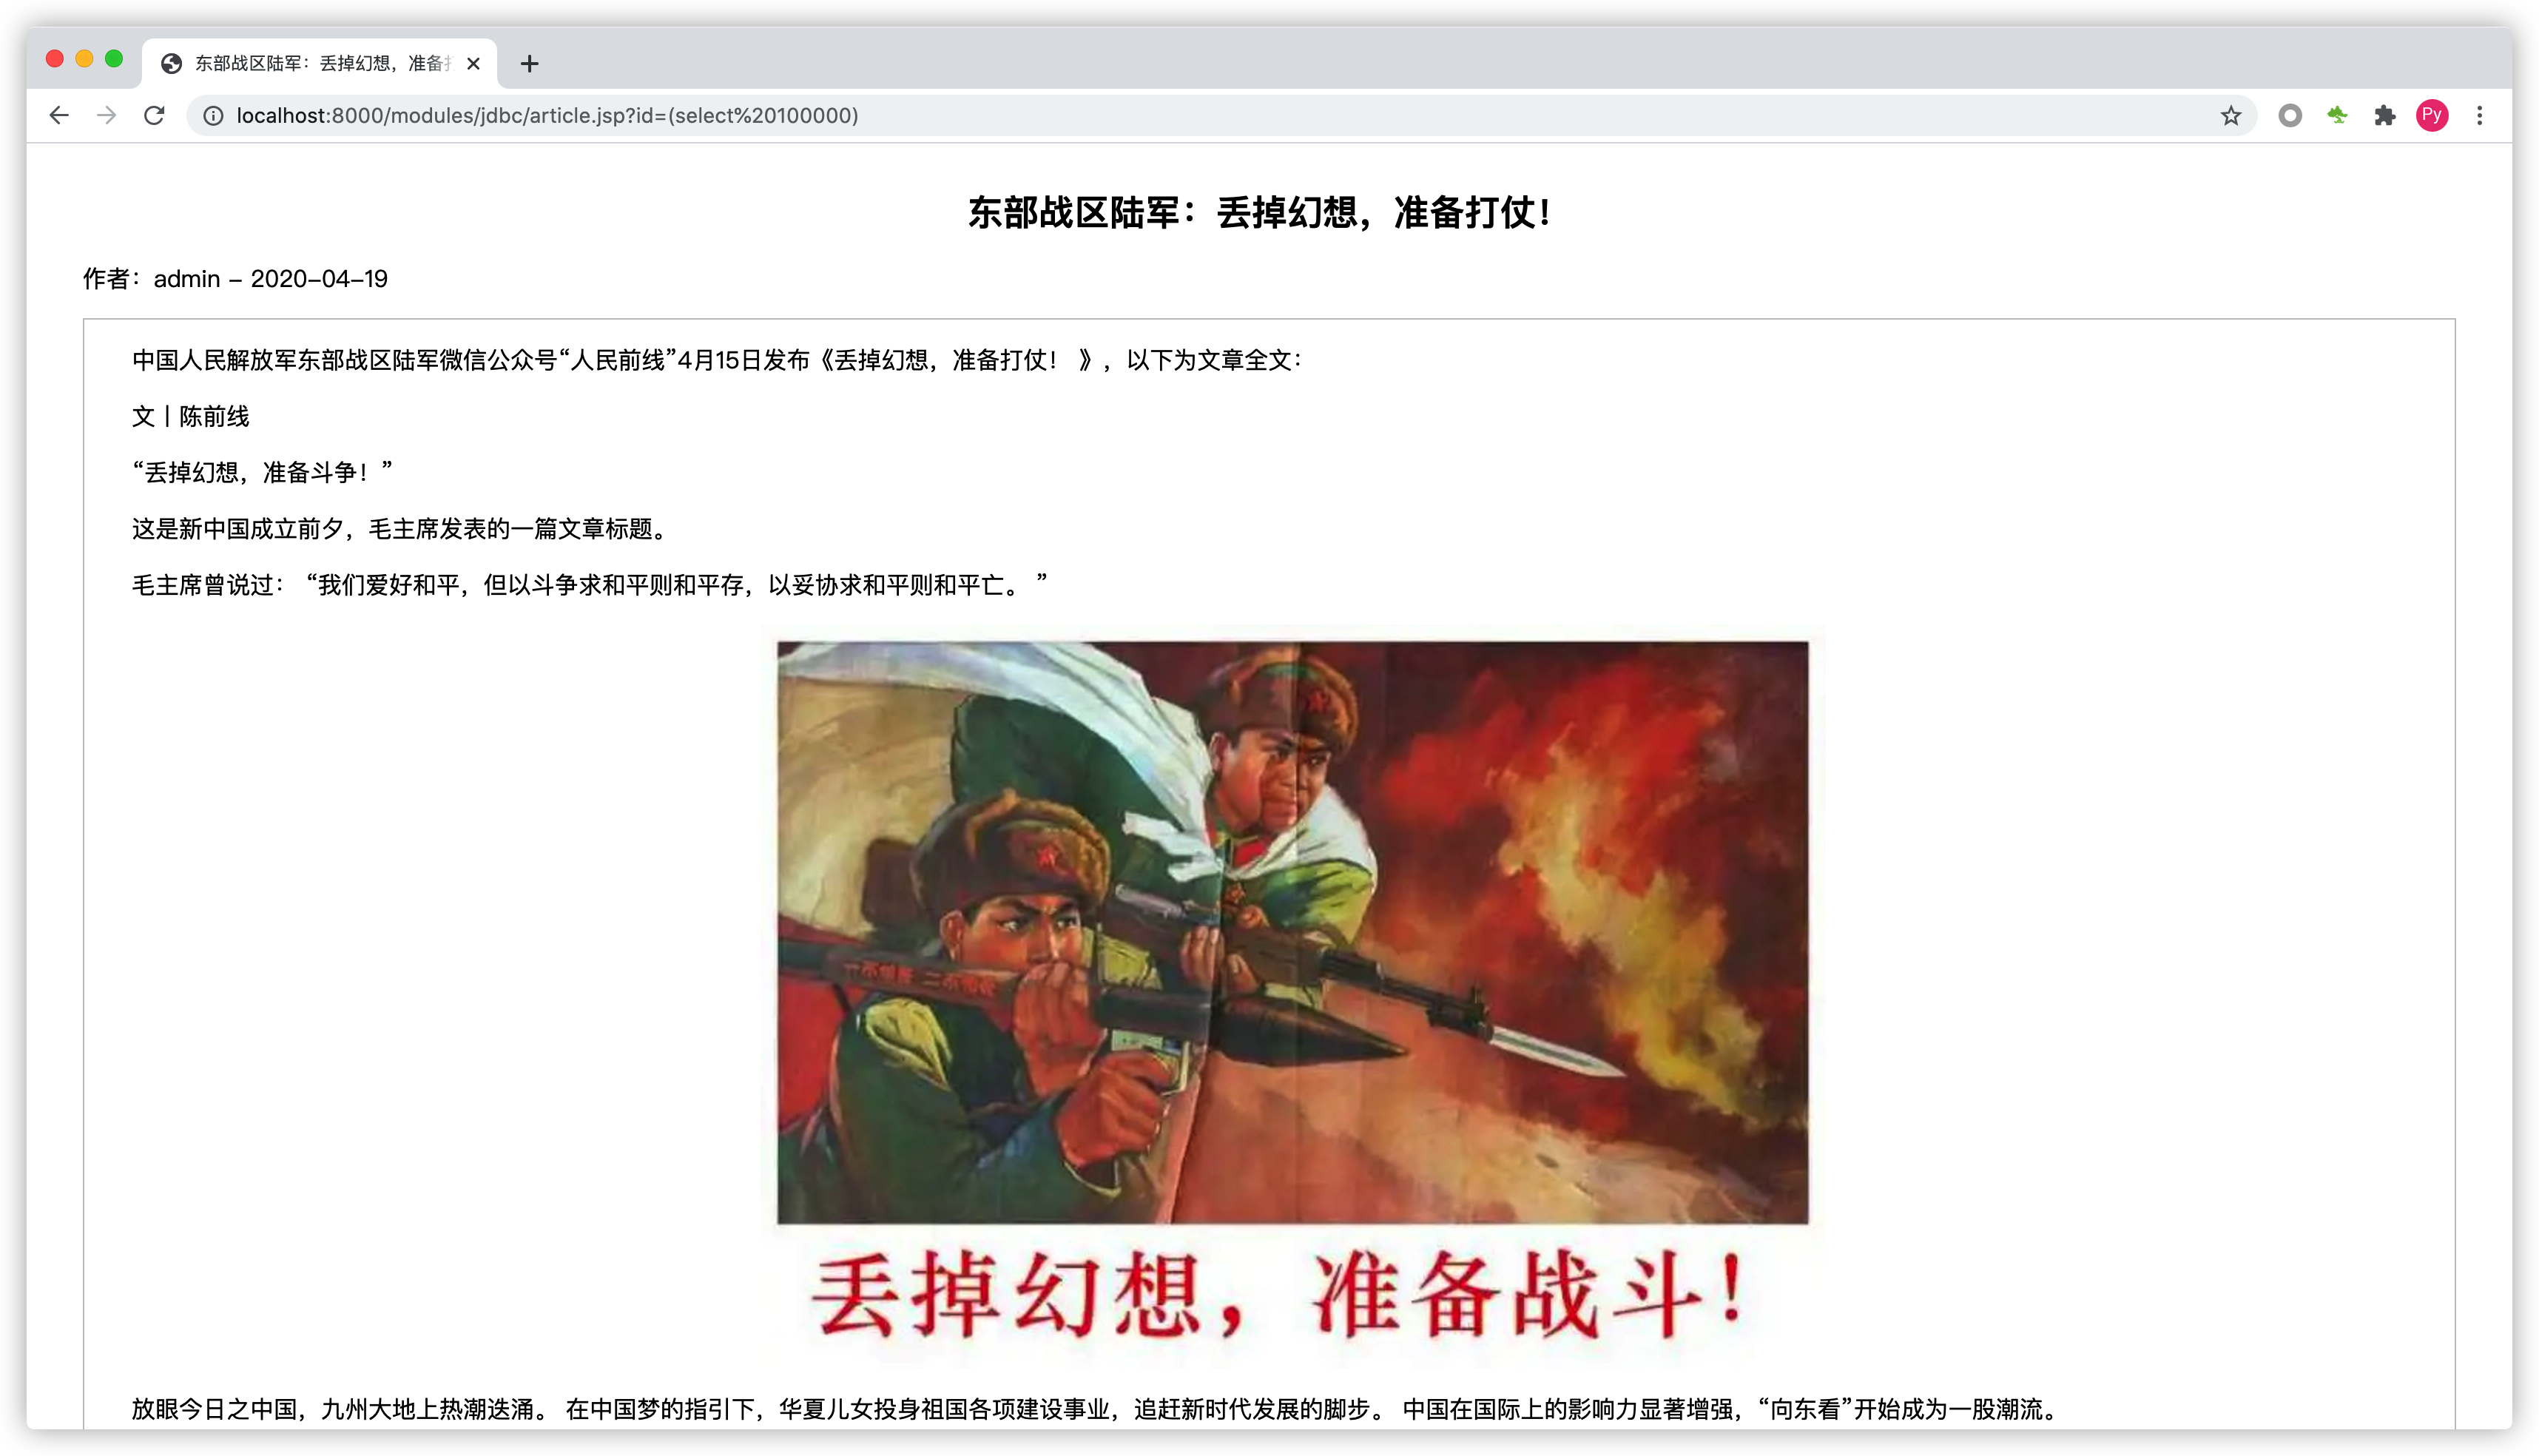 东部战区陆军：丢掉幻想，准备打
localhost:8000/modules/jdbc/article.jsp?id=(select%20100000)
Py
东部战区陆军：丢掉幻想，准备打仗！
作者：admin - 2020-04-19
中国人民解放军东部战区陆军微信公众号“人民前线”4月15日发布《丢掉幻想，准备打仗！ 》，以下为文章全文：
文丨陈前线
“丢掉幻想，准备斗争！”
这是新中国成立前夕，毛主席发表的一篇文章标题。
毛主席曾说过： “我们爱好和平，但以斗争求和平则和平存，以妥协求和平则和平亡。 ”
丢掉幻想，准备战斗！
放眼今日之中国，九州大地上热潮迭涌。 在中国梦的指引下，华夏儿女投身祖国各项建设事业，追赶新时代发展的脚步。 中国在国际上的影响力显著增强，“向东看”开始成为一股潮流。